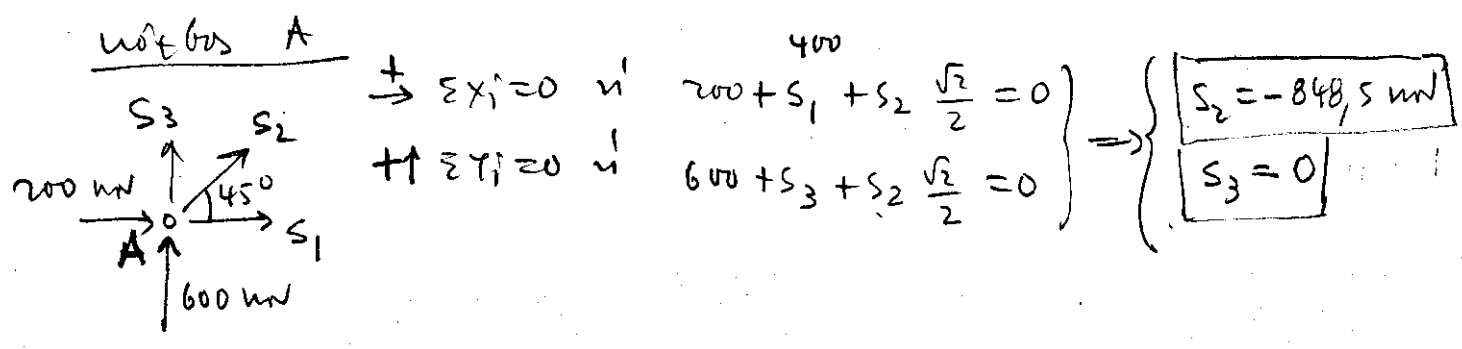 κόμβος A
S3
S2
200 kN
45°
A
S1
600 kN
400
+→ ΣXi=0 ή 200 + S1 + S2 √2/2 = 0
+↑ ΣYi=0 ή 600 + S3 + S2 √2/2 = 0
⟹
S2 = -848,5 kN
S3 = 0